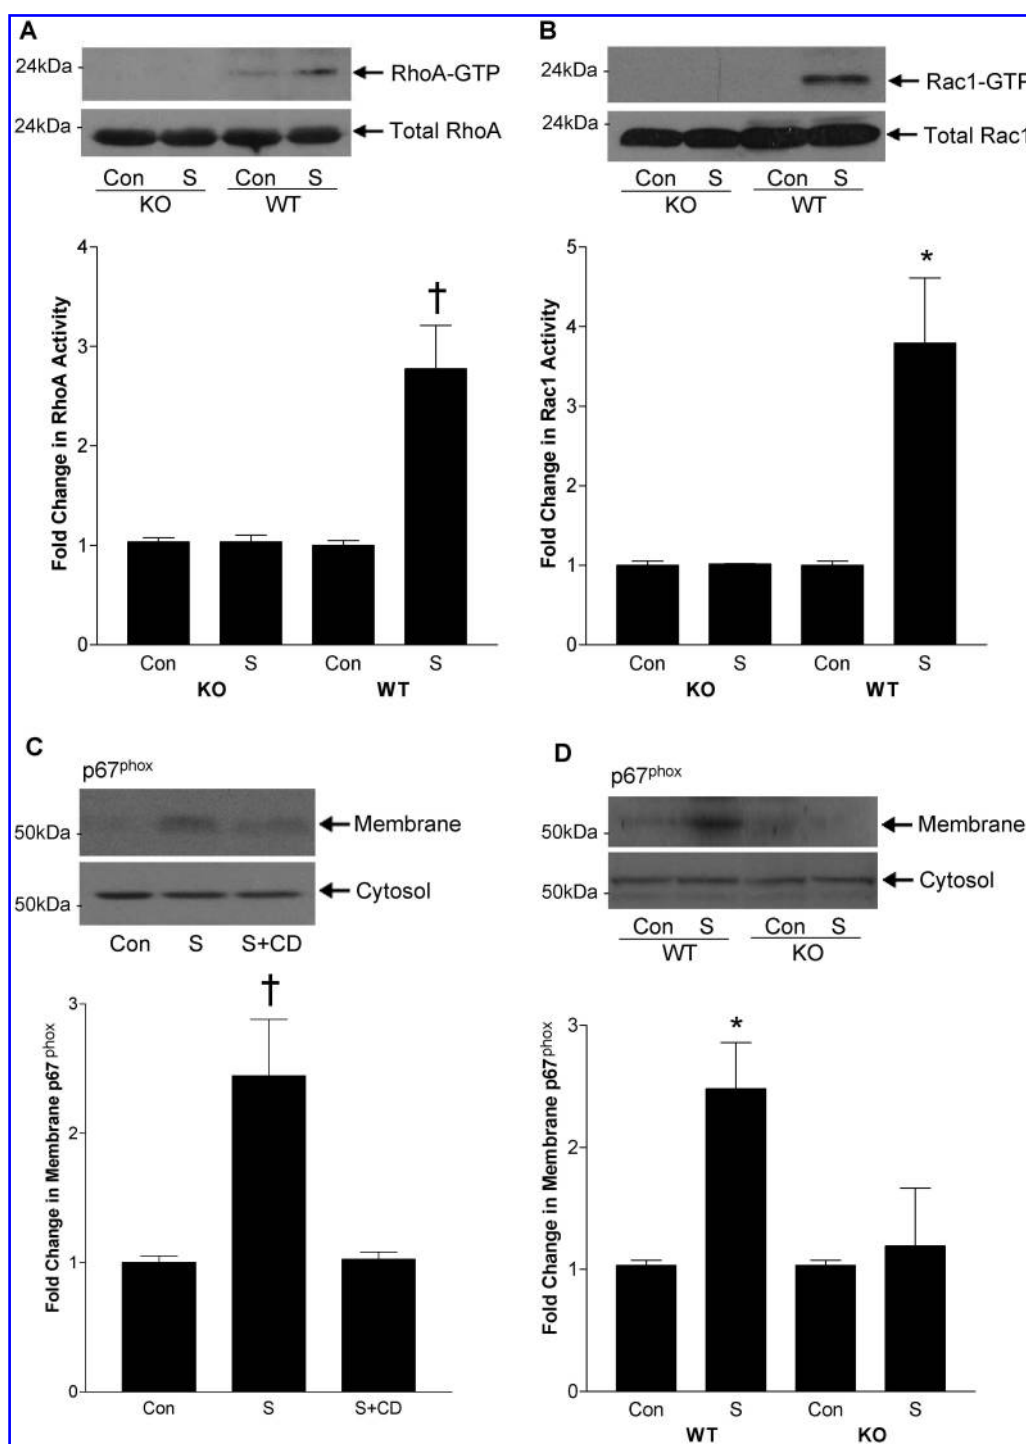 A
24kDa
RhoA-GTP
24kDa
Total RhoA
Con S Con S
KO WT
4
3
2
1
0
Fold Change in RhoA Activity
†
Con S Con S
KO WT
B
24kDa
Rac1-GTP
24kDa
Total Rac1
Con S Con S
KO WT
5
4
3
2
1
0
Fold Change in Rac1 Activity
*
Con S Con S
KO WT
C
p67phox
50kDa
Membrane
50kDa
Cytosol
Con S S+CD
3
2
1
0
Fold Change in Membrane p67phox
†
Con S S+CD
D
p67phox
50kDa
Membrane
50kDa
Cytosol
Con S Con S
WT KO
3
2
1
0
Fold Change in Membrane p67phox
*
Con S Con S
WT KO